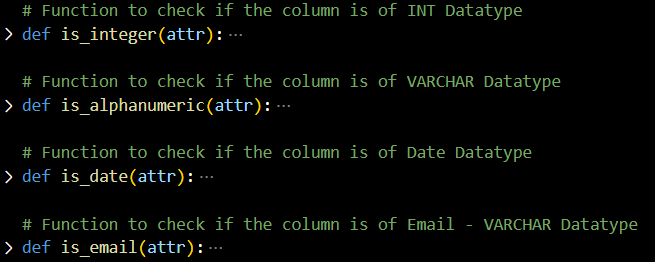 # Function to check if the column is of INT Datatype
> def is_integer(attr):…
# Function to check if the column is of VARCHAR Datatype
> def is_alphanumeric(attr):…
# Function to check if the column is of Date Datatype
> def is_date(attr):…
# Function to check if the column is of Email - VARCHAR Datatype
> def is_email(attr):…